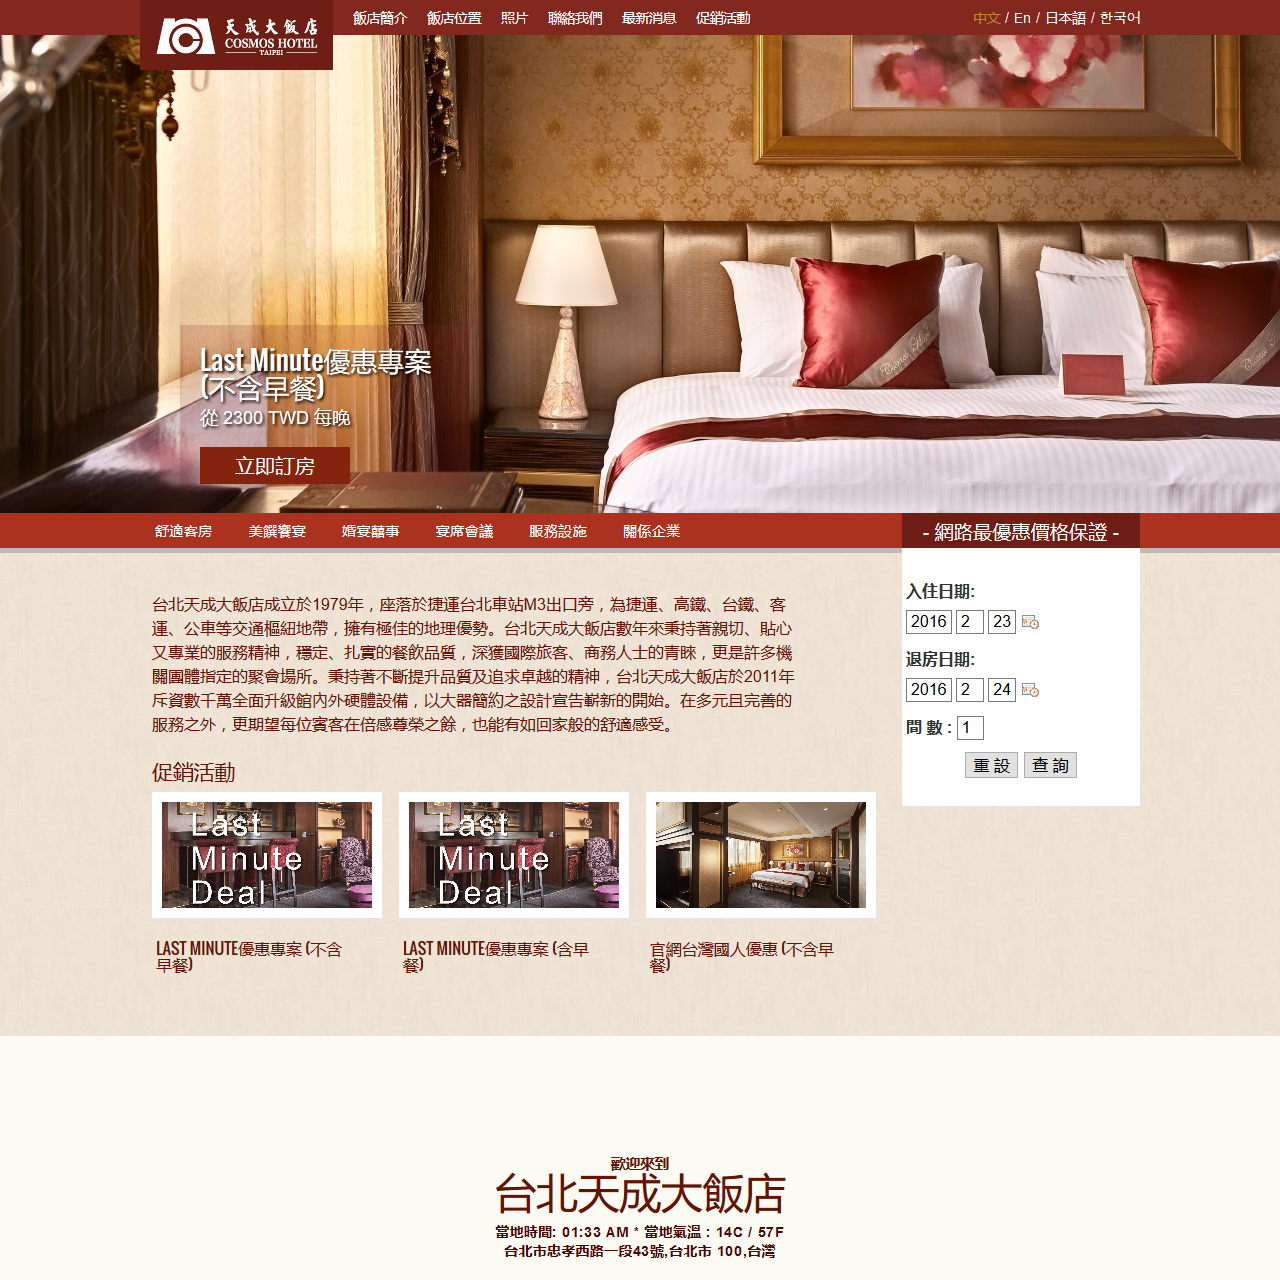 天成大飯店
COSMOS HOTEL
TAIPEI
飯店簡介 飯店位置 照片 聯絡我們 最新消息 促銷活動
中文 / En / 日本語 / 한국어
Last Minute優惠專案
(不含早餐)
從 2300 TWD 每晚
立即訂房
舒適客房 美饌饗宴 婚宴囍事 宴席會議 服務設施 關係企業
- 網路最優惠價格保證 -
台北天成大飯店成立於1979年，座落於捷運台北車站M3出口旁，為捷運、高鐵、台鐵、客
運、公車等交通樞紐地帶，擁有極佳的地理優勢。台北天成大飯店數年來秉持著親切、貼心
又專業的服務精神，穩定、扎實的餐飲品質，深獲國際旅客、商務人士的青睞，更是許多機
關團體指定的聚會場所。秉持著不斷提升品質及追求卓越的精神，台北天成大飯店於2011年
斥資數千萬全面升級館內外硬體設備，以大器簡約之設計宣告嶄新的開始。在多元且完善的
服務之外，更期望每位賓客在倍感尊榮之餘，也能有如回家般的舒適感受。
入住日期:
2016 2 23
退房日期:
2016 2 24
間 數 : 1
重 設 查 詢
促銷活動
Last
Minute
Deal
Last
Minute
Deal
LAST MINUTE優惠專案 (不含
早餐)
LAST MINUTE優惠專案 (含早
餐)
官網台灣國人優惠 (不含早
餐)
歡迎來到
台北天成大飯店
當地時間: 01:33 AM * 當地氣溫 : 14C / 57F
台北市忠孝西路一段43號,台北市 100,台灣